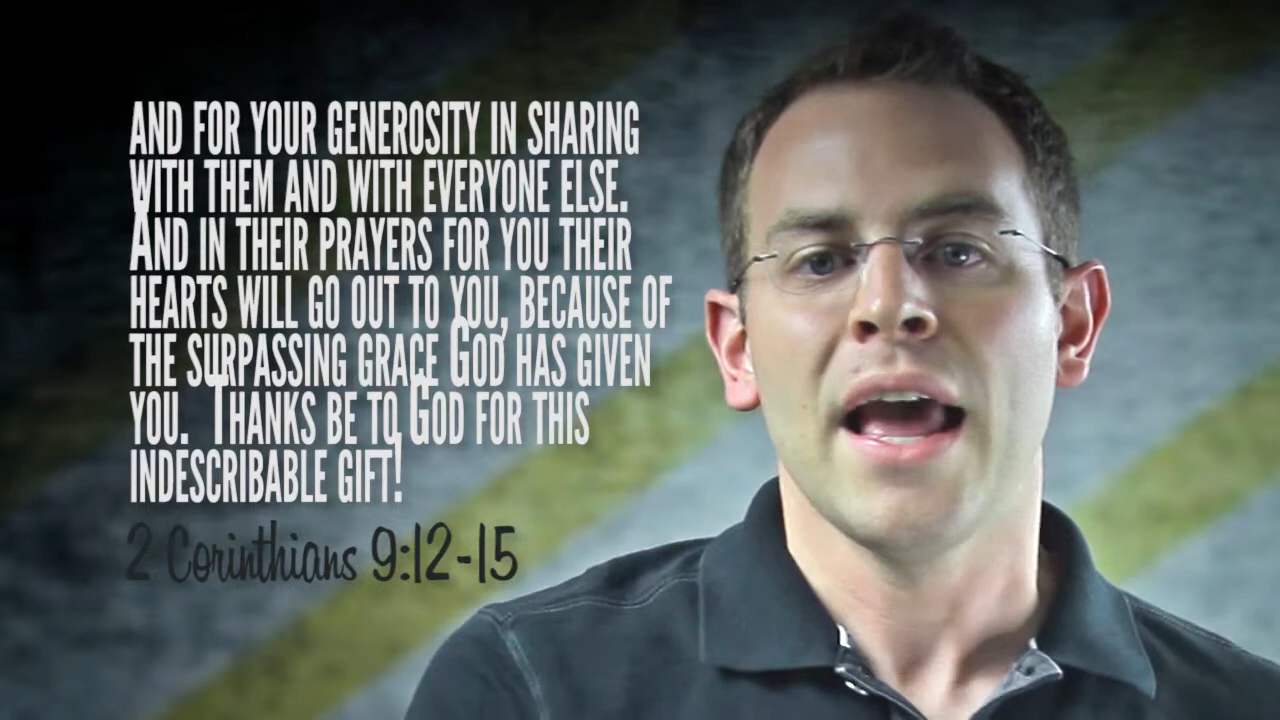 AND FOR YOUR GENEROSITY IN SHARING
WITH THEM AND WITH EVERYONE ELSE.
AND IN THEIR PRAYERS FOR YOU THEIR
HEARTS WILL GO OUT TO YOU, BECAUSE OF
THE SURPASSING GRACE GOD HAS GIVEN
YOU. THANKS BE TO GOD FOR THIS
INDESCRIBABLE GIFT!
2 Corinthians 9:12-15